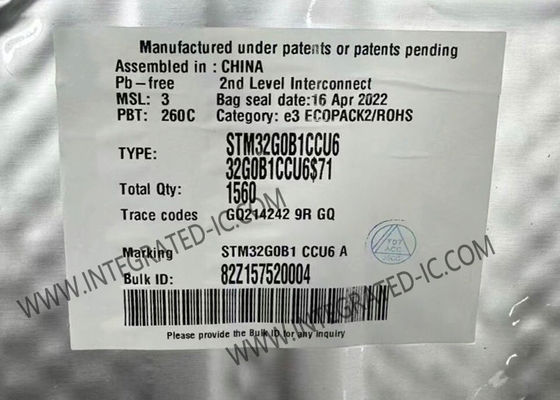 Manufactured under patents or patents pending
Assembled in : CHINA
Pb-free 2nd Level Interconnect
MSL: 3 Bag seal date:16 Apr 2022
PBT: 260C Category: e3 ECOPACK2/ROHS
TYPE: STM32G0B1CCU6
32G0B1CCU6$71
Total Qty: 1560
Trace codes GQ214242 9R GQ
Marking STM32G0B1 CCU6 A
Bulk ID: 82Z157520004
Please provide the Bulk ID for any inquiry
WWW.INTEGRATED-IC.COM
WWW.INTEGRATED-IC.COM